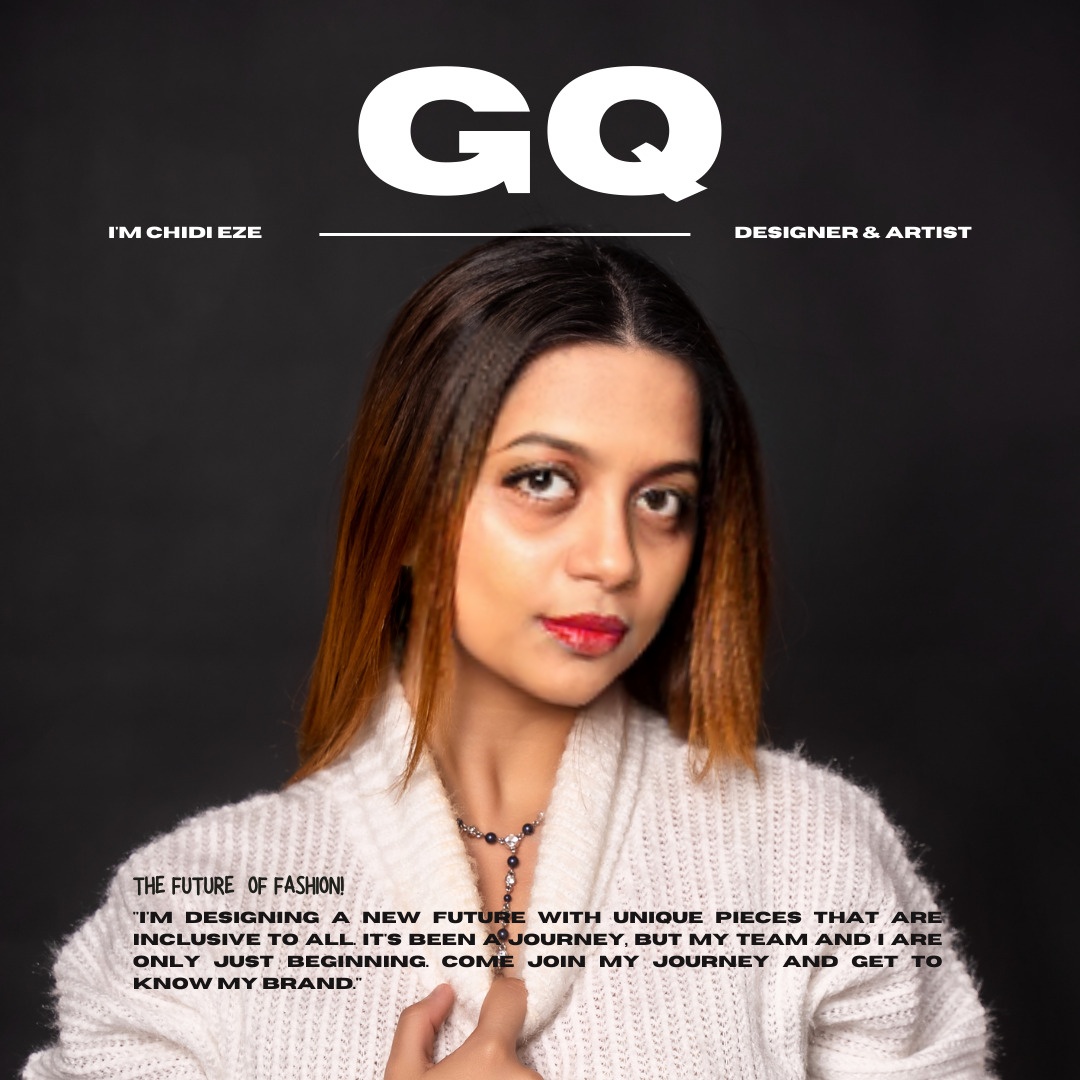 GQ
I'M CHIDI EZE
DESIGNER & ARTIST
THE FUTURE OF FASHION!
"I'M DESIGNING A NEW FUTURE WITH UNIQUE PIECES THAT ARE
INCLUSIVE TO ALL. IT'S BEEN A JOURNEY, BUT MY TEAM AND I ARE
ONLY JUST BEGINNING. COME JOIN MY JOURNEY AND GET TO
KNOW MY BRAND."